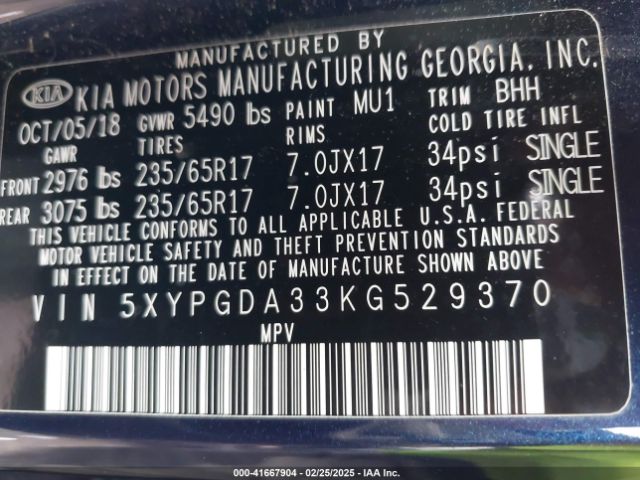 MANUFACTURED BY
KIA KIA MOTORS MANUFACTURING GEORGIA, INC.
OCT/05/18 GVWR 5490 lbs PAINT MU1 TRIM BHH
GAWR TIRES RIMS COLD TIRE INFL
FRONT 2976 lbs 235/65R17 7.0JX17 34psi SINGLE
REAR 3075 lbs 235/65R17 7.0JX17 34psi SINGLE
THIS VEHICLE CONFORMS TO ALL APPLICABLE U.S.A. FEDERAL
MOTOR VEHICLE SAFETY AND THEFT PREVENTION STANDARDS
IN EFFECT ON THE DATE OF MANUFACTURE SHOWN ABOVE.
VIN 5XYPGDA33KG529370
MPV
000-41667904 - 02/25/2025 - IAA Inc.